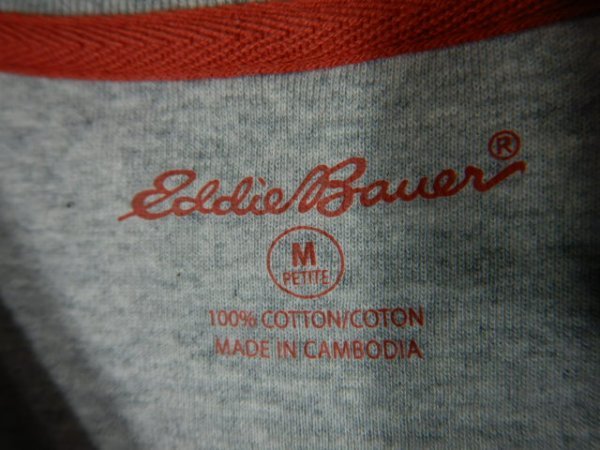 Eddie Bauer®
M
PETITE
100% COTTON/COTON
MADE IN CAMBODIA